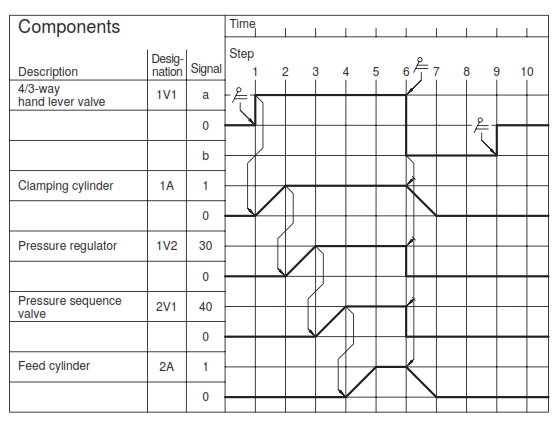 Components
Time
Step
Description
Desig-
nation
Signal
1 2 3 4 5 6 7 8 9 10
4/3-way
hand lever valve
1V1
a
0
b
Clamping cylinder
1A
1
0
Pressure regulator
1V2
30
0
Pressure sequence
valve
2V1
40
0
Feed cylinder
2A
1
0